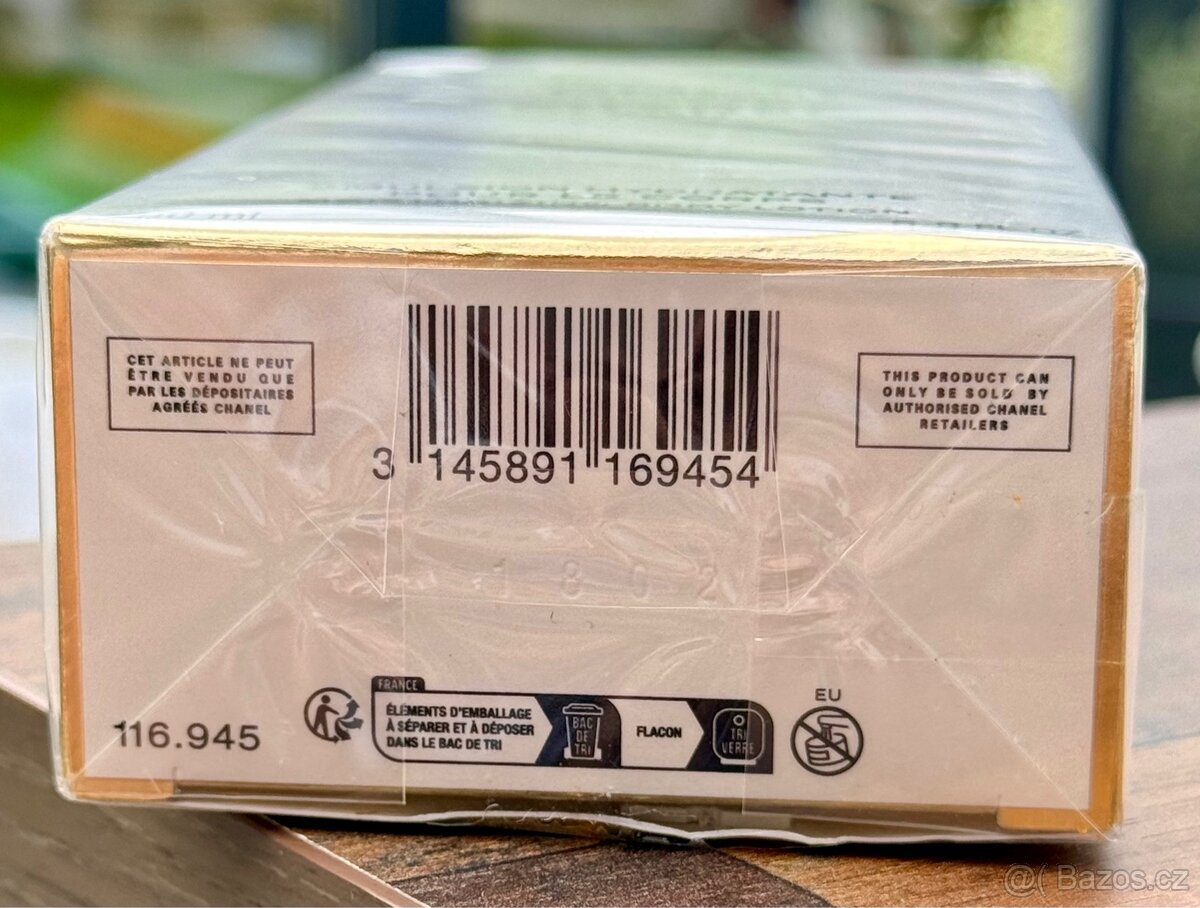 CET ARTICLE NE PEUT
ÊTRE VENDU QUE
PAR LES DÉPOSITAIRES
AGRÉÉS CHANEL
3 145891 169454
THIS PRODUCT CAN
ONLY BE SOLD BY
AUTHORISED CHANEL
RETAILERS
1802
116.945
FRANCE
ÉLÉMENTS D'EMBALLAGE
À SÉPARER ET À DÉPOSER
DANS LE BAC DE TRI
BAC
DE
TRI
FLACON
TRI
VERRE
EU
@( Bazos.cz